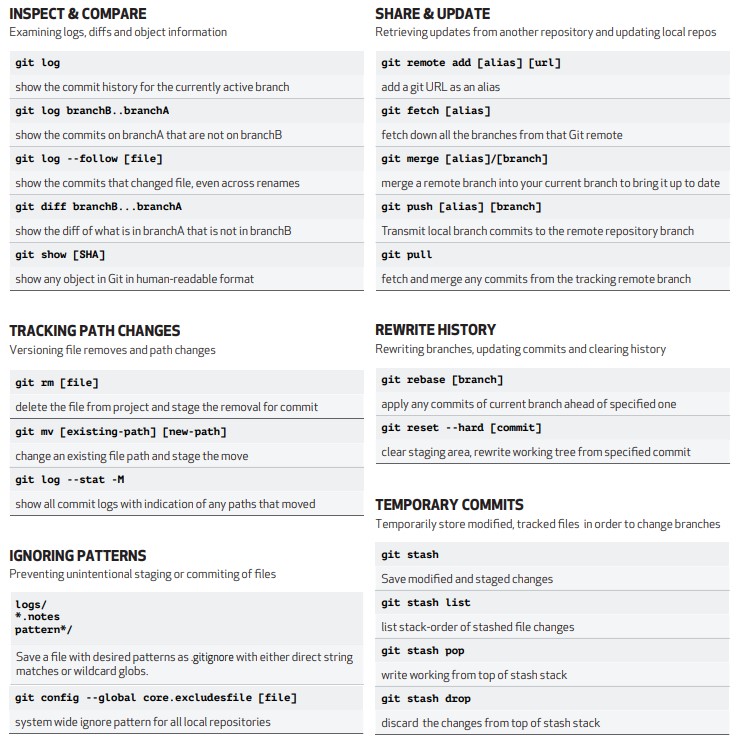 INSPECT & COMPARE
Examining logs, diffs and object information
git log
show the commit history for the currently active branch
git log branchB..branchA
show the commits on branchA that are not on branchB
git log --follow [file]
show the commits that changed file, even across renames
git diff branchB...branchA
show the diff of what is in branchA that is not in branchB
git show [SHA]
show any object in Git in human-readable format
TRACKING PATH CHANGES
Versioning file removes and path changes
git rm [file]
delete the file from project and stage the removal for commit
git mv [existing-path] [new-path]
change an existing file path and stage the move
git log --stat -M
show all commit logs with indication of any paths that moved
IGNORING PATTERNS
Preventing unintentional staging or commiting of files
logs/
*.notes
pattern*/
Save a file with desired patterns as .gitignore with either direct string
matches or wildcard globs.
git config --global core.excludesfile [file]
system wide ignore pattern for all local repositories
SHARE & UPDATE
Retrieving updates from another repository and updating local repos
git remote add [alias] [url]
add a git URL as an alias
git fetch [alias]
fetch down all the branches from that Git remote
git merge [alias]/[branch]
merge a remote branch into your current branch to bring it up to date
git push [alias] [branch]
Transmit local branch commits to the remote repository branch
git pull
fetch and merge any commits from the tracking remote branch
REWRITE HISTORY
Rewriting branches, updating commits and clearing history
git rebase [branch]
apply any commits of current branch ahead of specified one
git reset --hard [commit]
clear staging area, rewrite working tree from specified commit
TEMPORARY COMMITS
Temporarily store modified, tracked files in order to change branches
git stash
Save modified and staged changes
git stash list
list stack-order of stashed file changes
git stash pop
write working from top of stash stack
git stash drop
discard the changes from top of stash stack